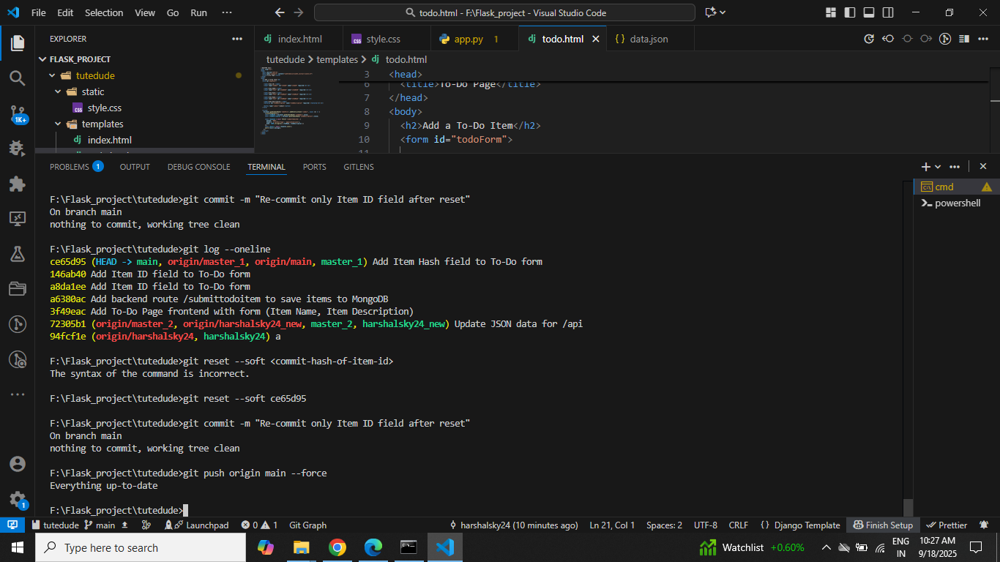 File Edit Selection View Go Run ···
todo.html - F:\Flask_project - Visual Studio Code
EXPLORER
index.html
style.css
app.py 1
todo.html
data.json
FLASK_PROJECT
tutedude
static
style.css
templates
index.html
tutedude > templates > dj todo.html
3 <head>
6 <title>To-Do Page</title>
7 </head>
8 <body>
9 <h2>Add a To-Do Item</h2>
10 <form id="todoForm">
11
1K+
PROBLEMS 1 OUTPUT DEBUG CONSOLE TERMINAL PORTS GITLENS
cmd
powershell
F:\Flask_project\tutedude>git commit -m "Re-commit only Item ID field after reset"
On branch main
nothing to commit, working tree clean
F:\Flask_project\tutedude>git log --oneline
ce65d95 (HEAD -> main, origin/master_1, origin/main, master_1) Add Item Hash field to To-Do form
146ab40 Add Item ID field to To-Do form
a8da1ee Add Item ID field to To-Do form
a6380ac Add backend route /submittodoitem to save items to MongoDB
3f49eac Add To-Do Page frontend with form (Item Name, Item Description)
72305b1 (origin/master_2, origin/harshalsky24_new, master_2, harshalsky24_new) Update JSON data for /api
94fcf1e (origin/harshalsky24, harshalsky24) a
F:\Flask_project\tutedude>git reset --soft <commit-hash-of-item-id>
The syntax of the command is incorrect.
F:\Flask_project\tutedude>git reset --soft ce65d95
F:\Flask_project\tutedude>git commit -m "Re-commit only Item ID field after reset"
On branch main
nothing to commit, working tree clean
F:\Flask_project\tutedude>git push origin main --force
Everything up-to-date
F:\Flask_project\tutedude>
1
tutedude main Launchpad 0 1 Git Graph harshalsky24 (10 minutes ago) Ln 21, Col 1 Spaces: 2 UTF-8 CRLF Django Template Finish Setup Prettier
Type here to search
Watchlist +0.60%
ENG
IN
10:27 AM
9/18/2025